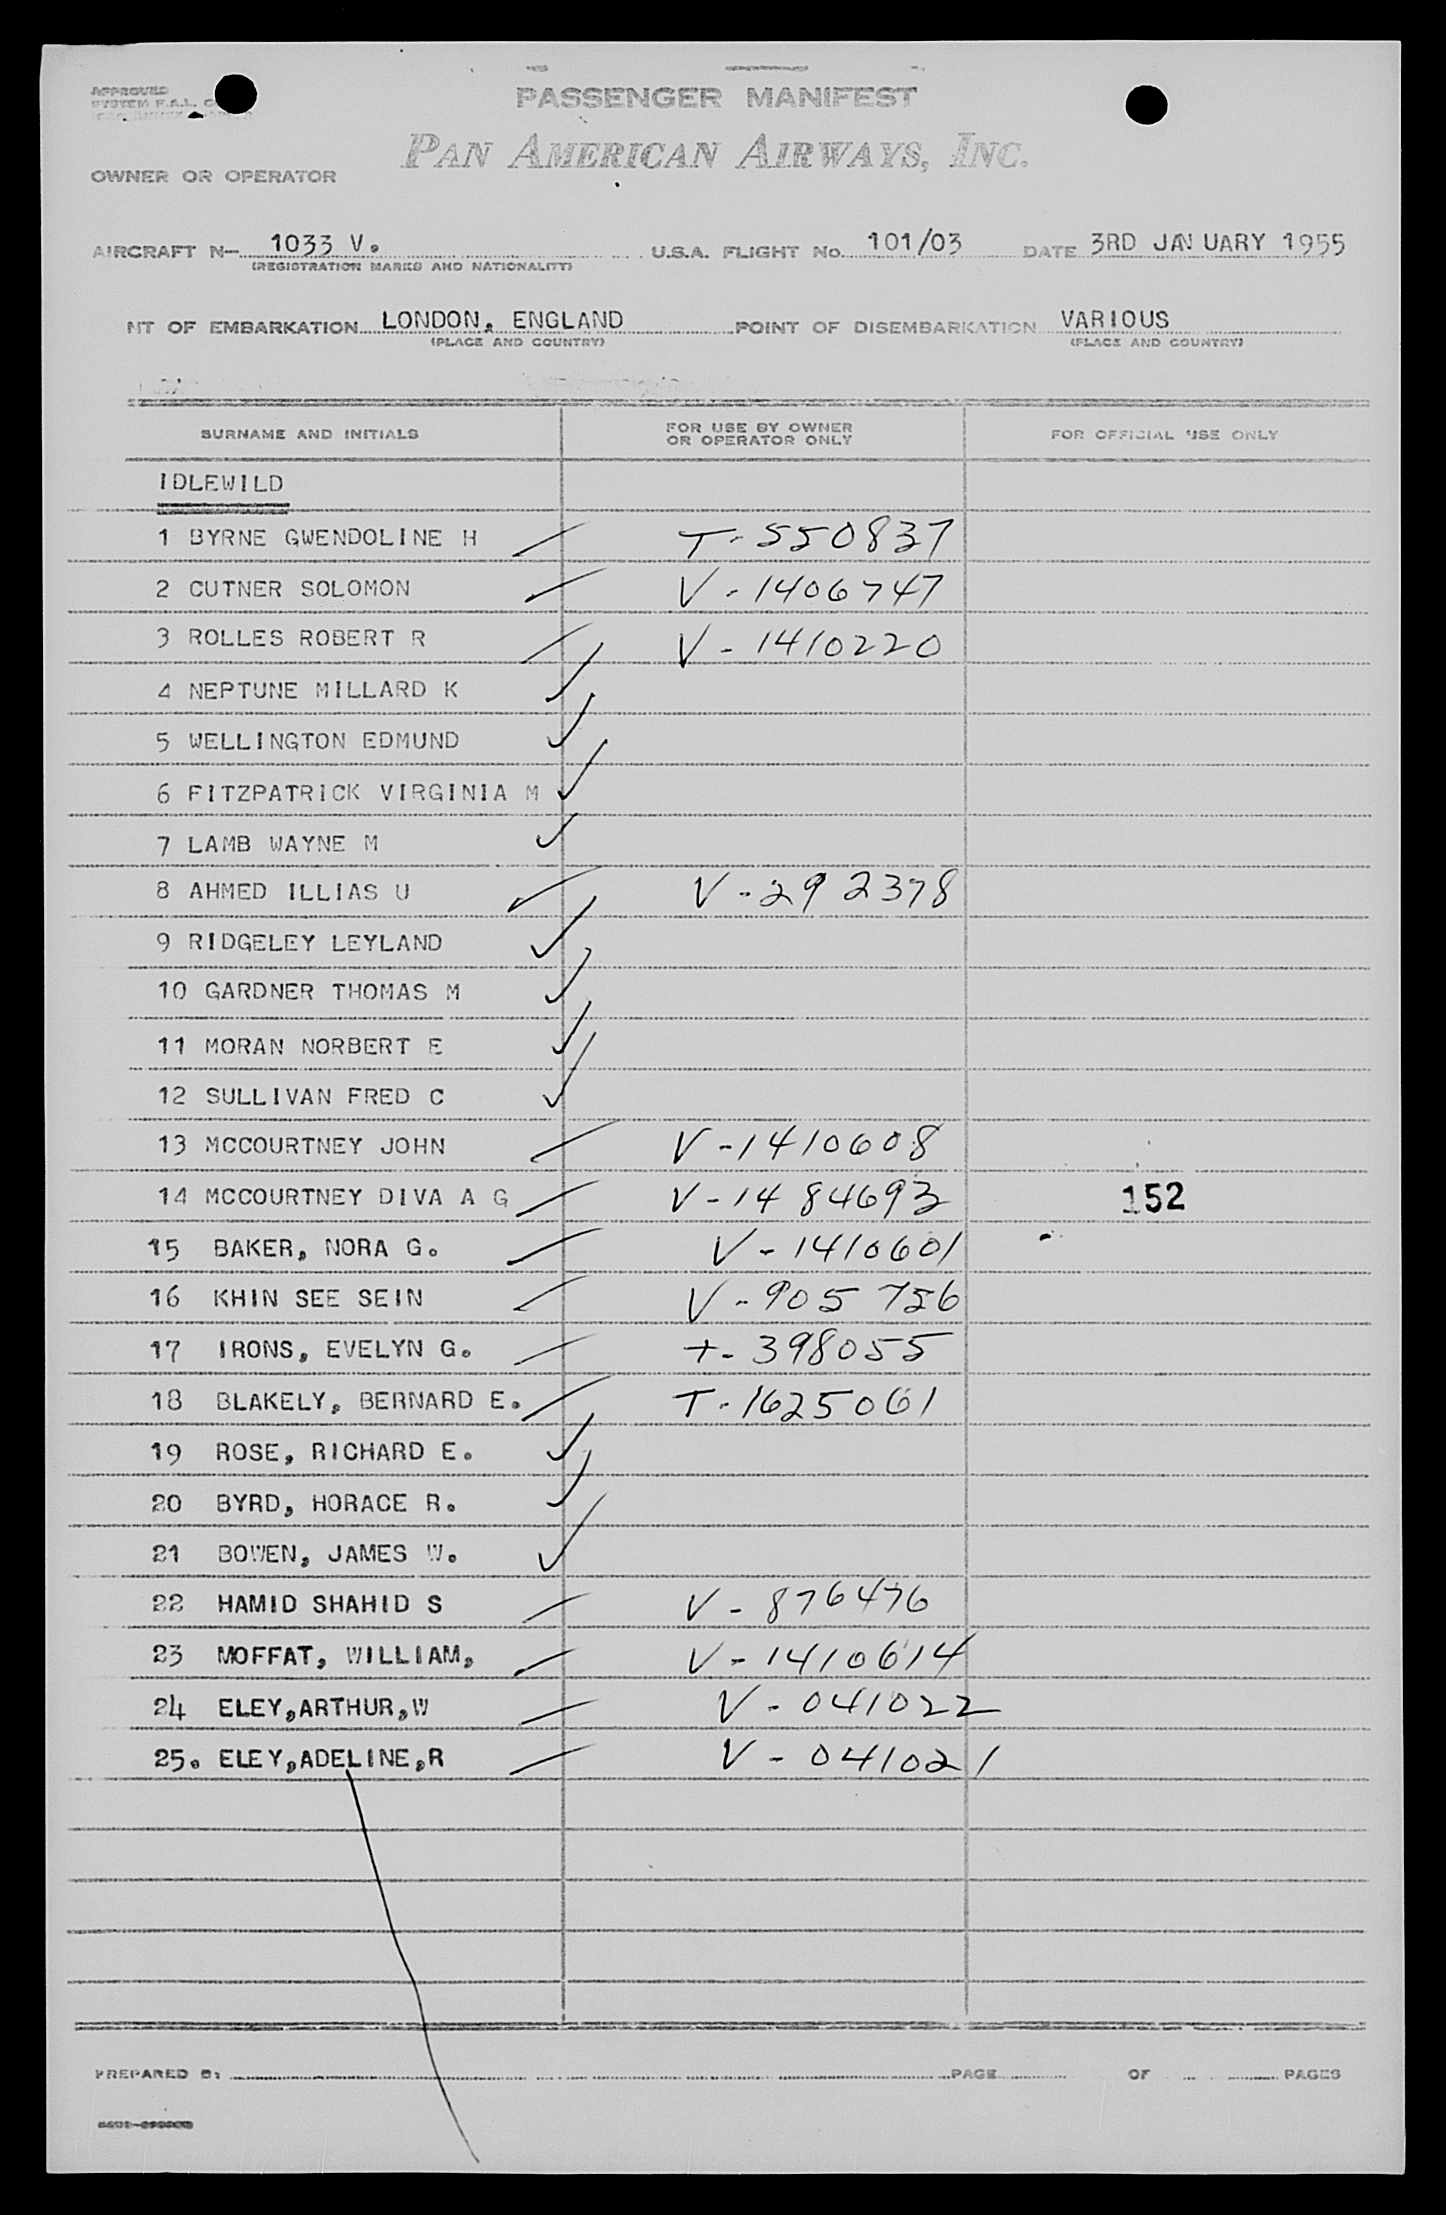 APPROVED
PASSENGER MANIFEST
PAN AMERICAN AIRWAYS, INC.
OWNER OR OPERATOR
AIRCRAFT N- 1033 V. U.S.A. FLIGHT No. 101/03 DATE 3RD JANUARY 1955
(REGISTRATION MARKS AND NATIONALITY)
NT OF EMBARKATION LONDON, ENGLAND POINT OF DISEMBARKATION VARIOUS
(PLACE AND COUNTRY) (PLACE AND COUNTRY)
SURNAME AND INITIALS FOR USE BY OWNER OR OPERATOR ONLY FOR OFFICIAL USE ONLY
IDLEWILD
1 BYRNE GWENDOLINE H T-550837
2 CUTNER SOLOMON V-1406747
3 ROLLES ROBERT R V-1410220
4 NEPTUNE MILLARD K
5 WELLINGTON EDMUND
6 FITZPATRICK VIRGINIA M
7 LAMB WAYNE M
8 AHMED ILLIAS U V-292378
9 RIDGELEY LEYLAND
10 GARDNER THOMAS M
11 MORAN NORBERT E
12 SULLIVAN FRED C
13 MCCOURTNEY JOHN V-1410608
14 MCCOURTNEY DIVA A G V-1484693 152
15 BAKER, NORA G. V-1410601
16 KHIN SEE SEIN V-905756
17 IRONS, EVELYN G. T-398055
18 BLAKELY, BERNARD E. T-1625061
19 ROSE, RICHARD E.
20 BYRD, HORACE R.
21 BOWEN, JAMES W.
22 HAMID SHAHID S V-876476
23 MOFFAT, WILLIAM, V-1410614
24 ELEY,ARTHUR,W V-041022
25. ELEY,ADELINE,R V-041021
PREPARED BY PAGE OF PAGES